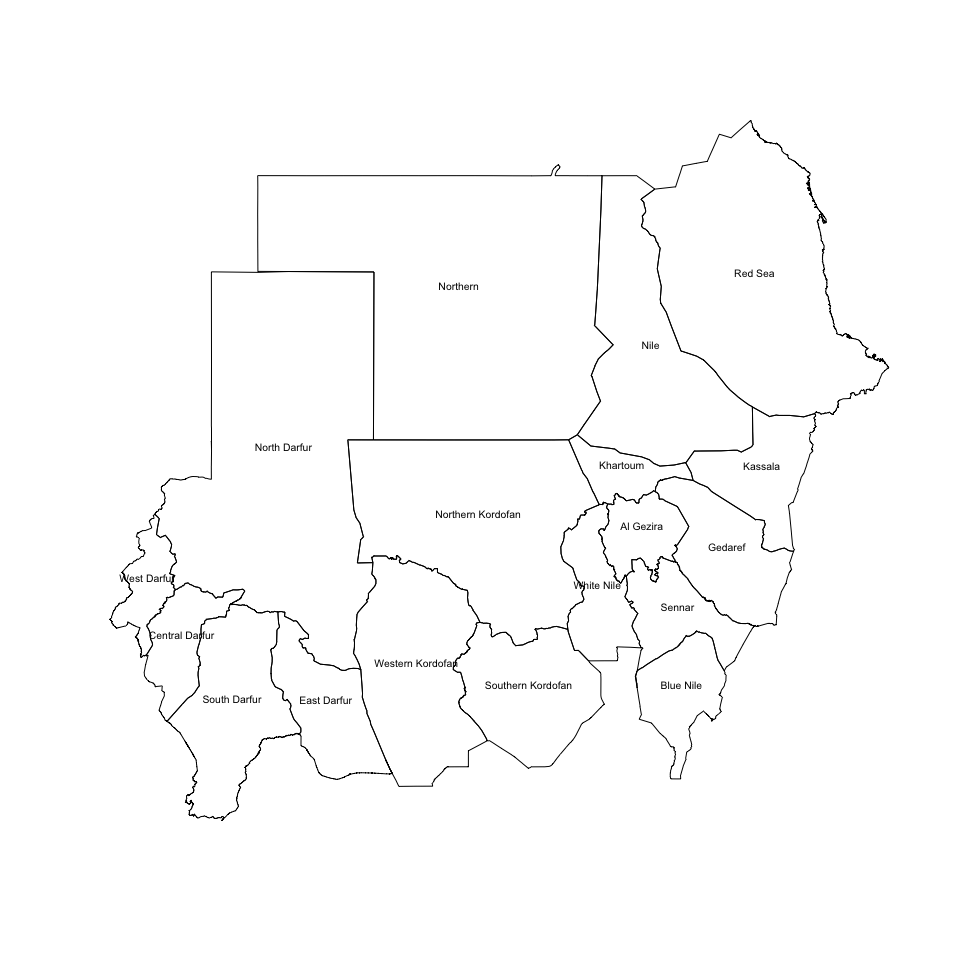 Red Sea
Northern
Nile
North Darfur
Khartoum
Kassala
Northern Kordofan
Al Gezira
Gedaref
West Darfur
White Nile
Sennar
Central Darfur
Western Kordofan
Southern Kordofan
Blue Nile
South Darfur
East Darfur